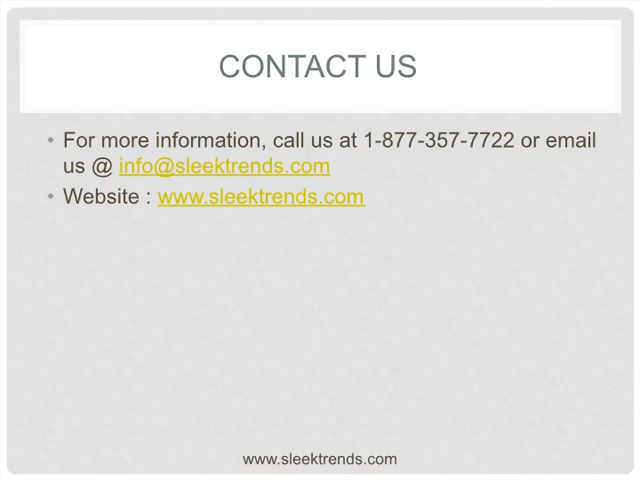 CONTACT US
• For more information, call us at 1-877-357-7722 or email
us @ info@sleektrends.com
• Website : www.sleektrends.com
www.sleektrends.com